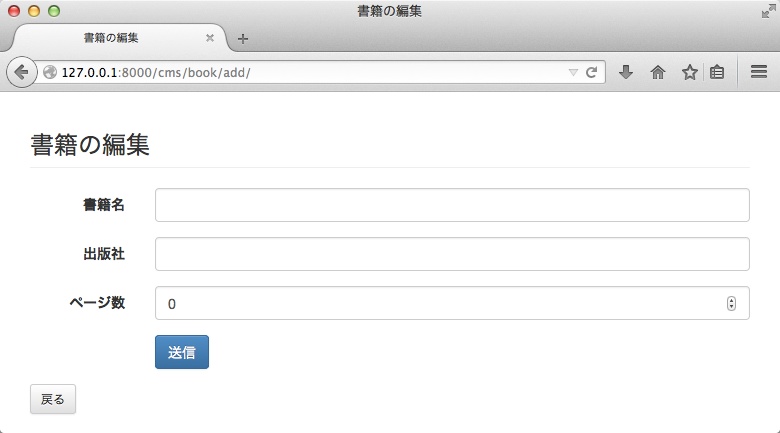 書籍の編集
書籍の編集
127.0.0.1:8000/cms/book/add/
書籍の編集
書籍名
出版社
ページ数 0
送信
戻る